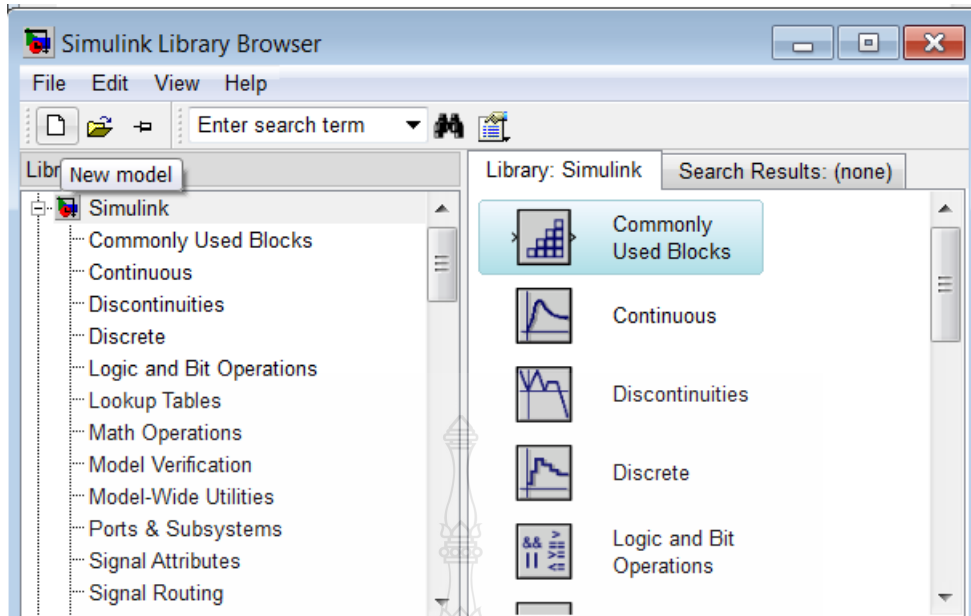 Simulink Library Browser
File Edit View Help
Enter search term
Libr
New model
Library: Simulink
Search Results: (none)
Simulink
Commonly Used Blocks
Continuous
Discontinuities
Discrete
Logic and Bit Operations
Lookup Tables
Math Operations
Model Verification
Model-Wide Utilities
Ports & Subsystems
Signal Attributes
Signal Routing
Commonly
Used Blocks
Continuous
Discontinuities
Discrete
&& >
== 
|| >=
<=
Logic and Bit
Operations